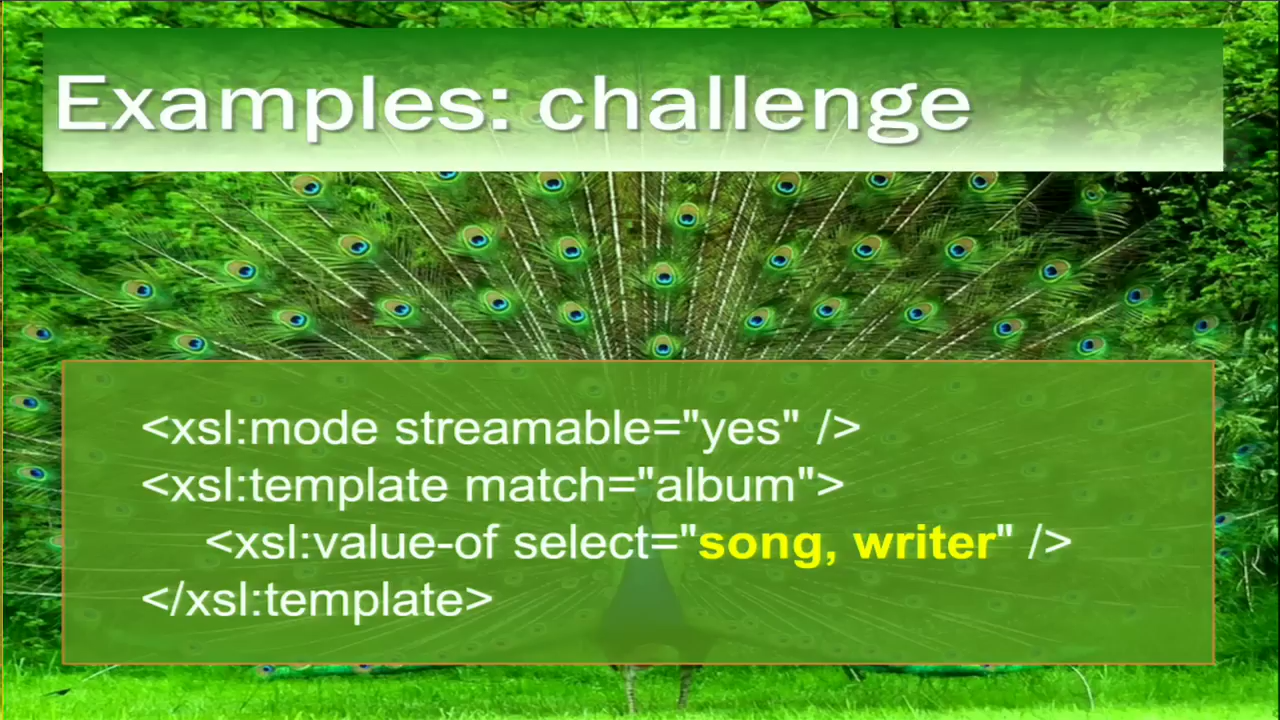 Examples: challenge
<xsl:mode streamable="yes" />
<xsl:template match="album">
<xsl:value-of select="song, writer" />
</xsl:template>